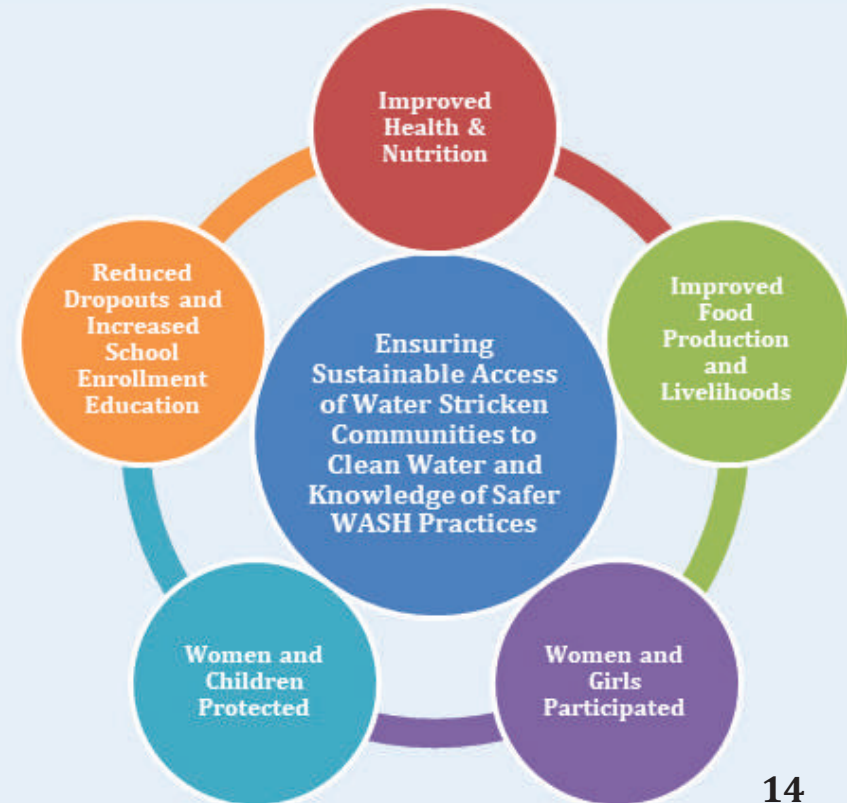 Improved
Health &
Nutrition
Reduced
Dropouts and
Increased
School
Enrollment
Education
Improved
Food
Production
and
Livelihoods
Ensuring
Sustainable Access
of Water Stricken
Communities to
Clean Water and
Knowledge of Safer
WASH Practices
Women and
Children
Protected
Women and
Girls
Participated
14